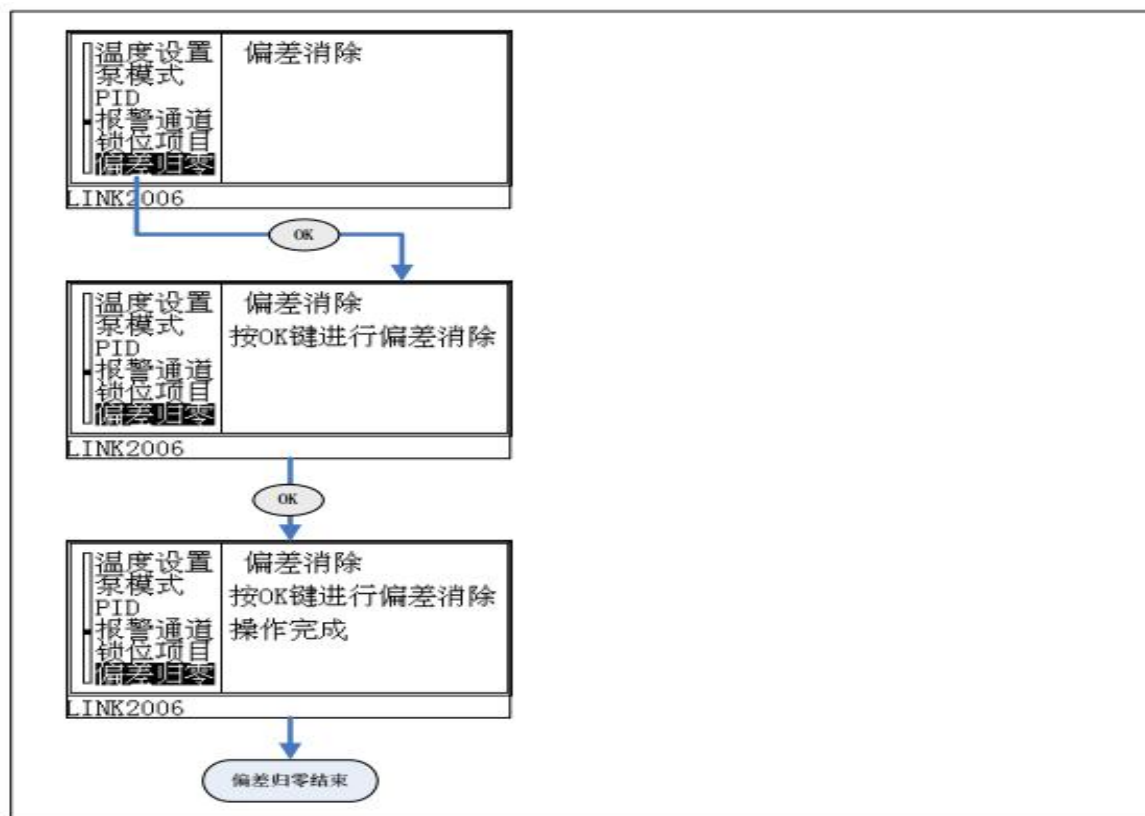 温度设置
泵模式
PID
报警通道
锁位项目
偏差归零
偏差消除
LINK2006
OK
温度设置
泵模式
PID
报警通道
锁位项目
偏差归零
偏差消除
按OK键进行偏差消除
LINK2006
OK
温度设置
泵模式
PID
报警通道
锁位项目
偏差归零
偏差消除
按OK键进行偏差消除
操作完成
LINK2006
偏差归零结束